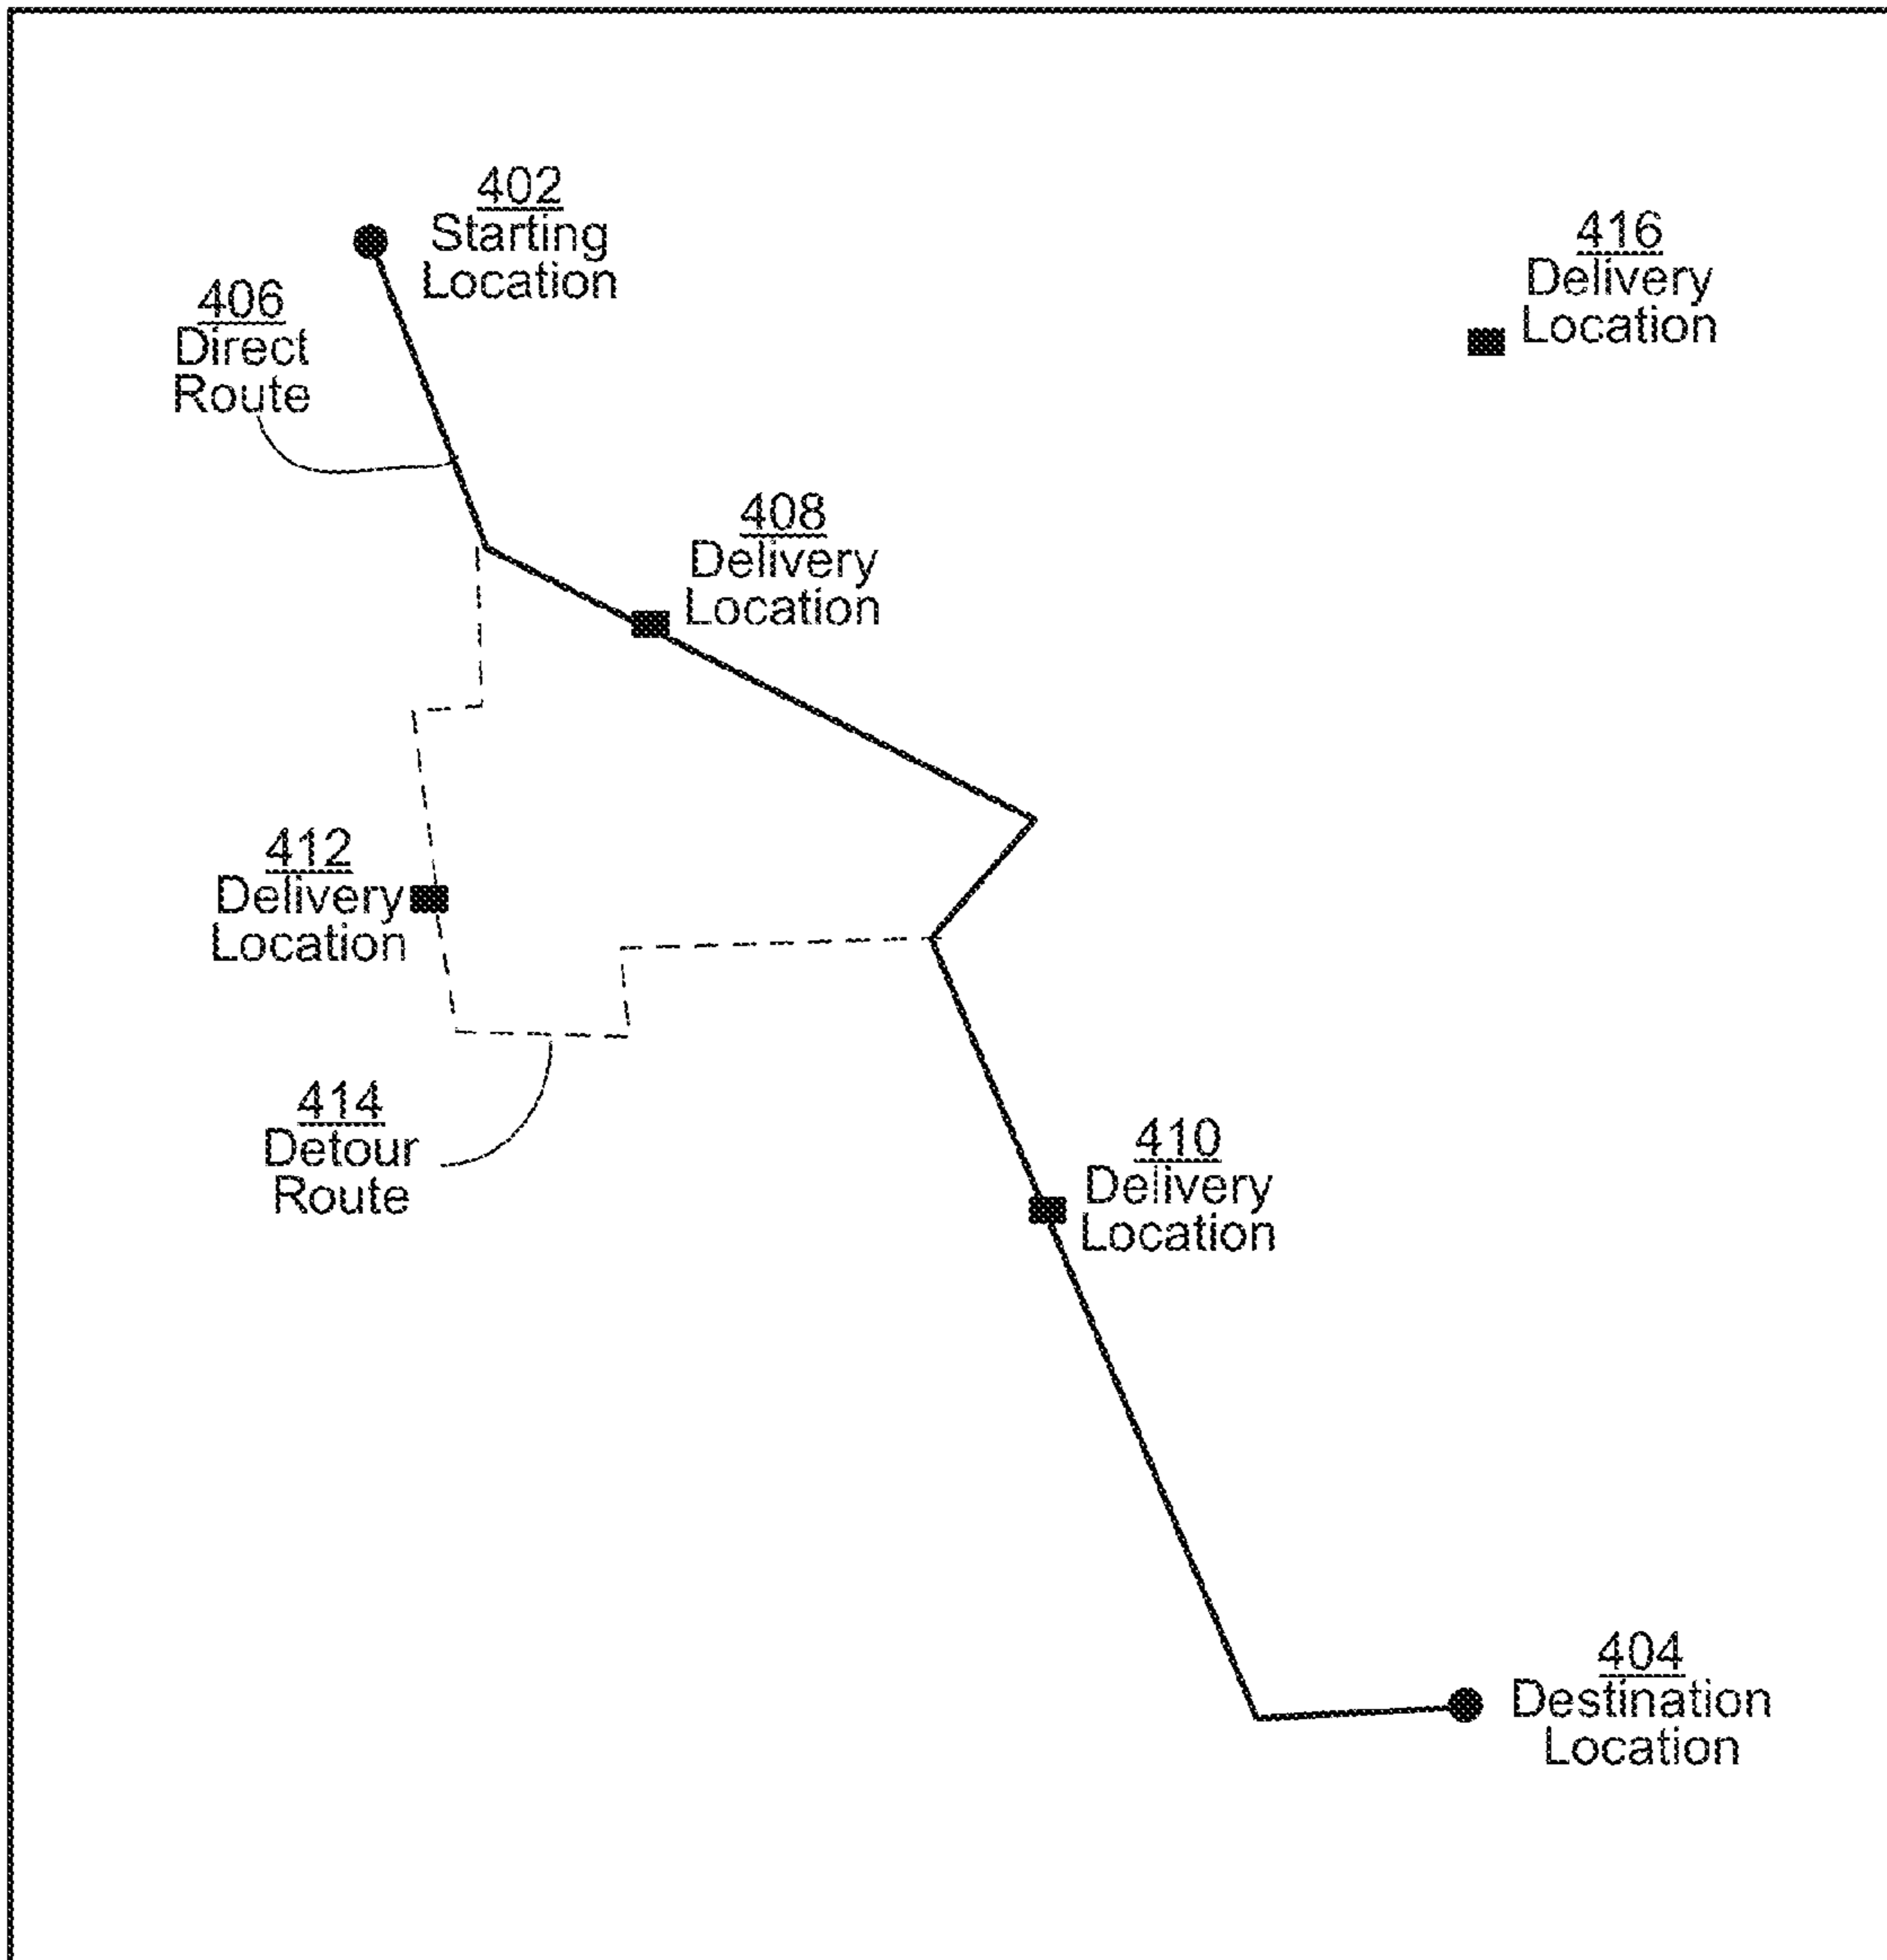 402
Starting
Location
416
Delivery
Location
406
Direct
Route
408
Delivery
Location
412
Delivery
Location
414
Detour
Route
410
Delivery
Location
404
Destination
Location